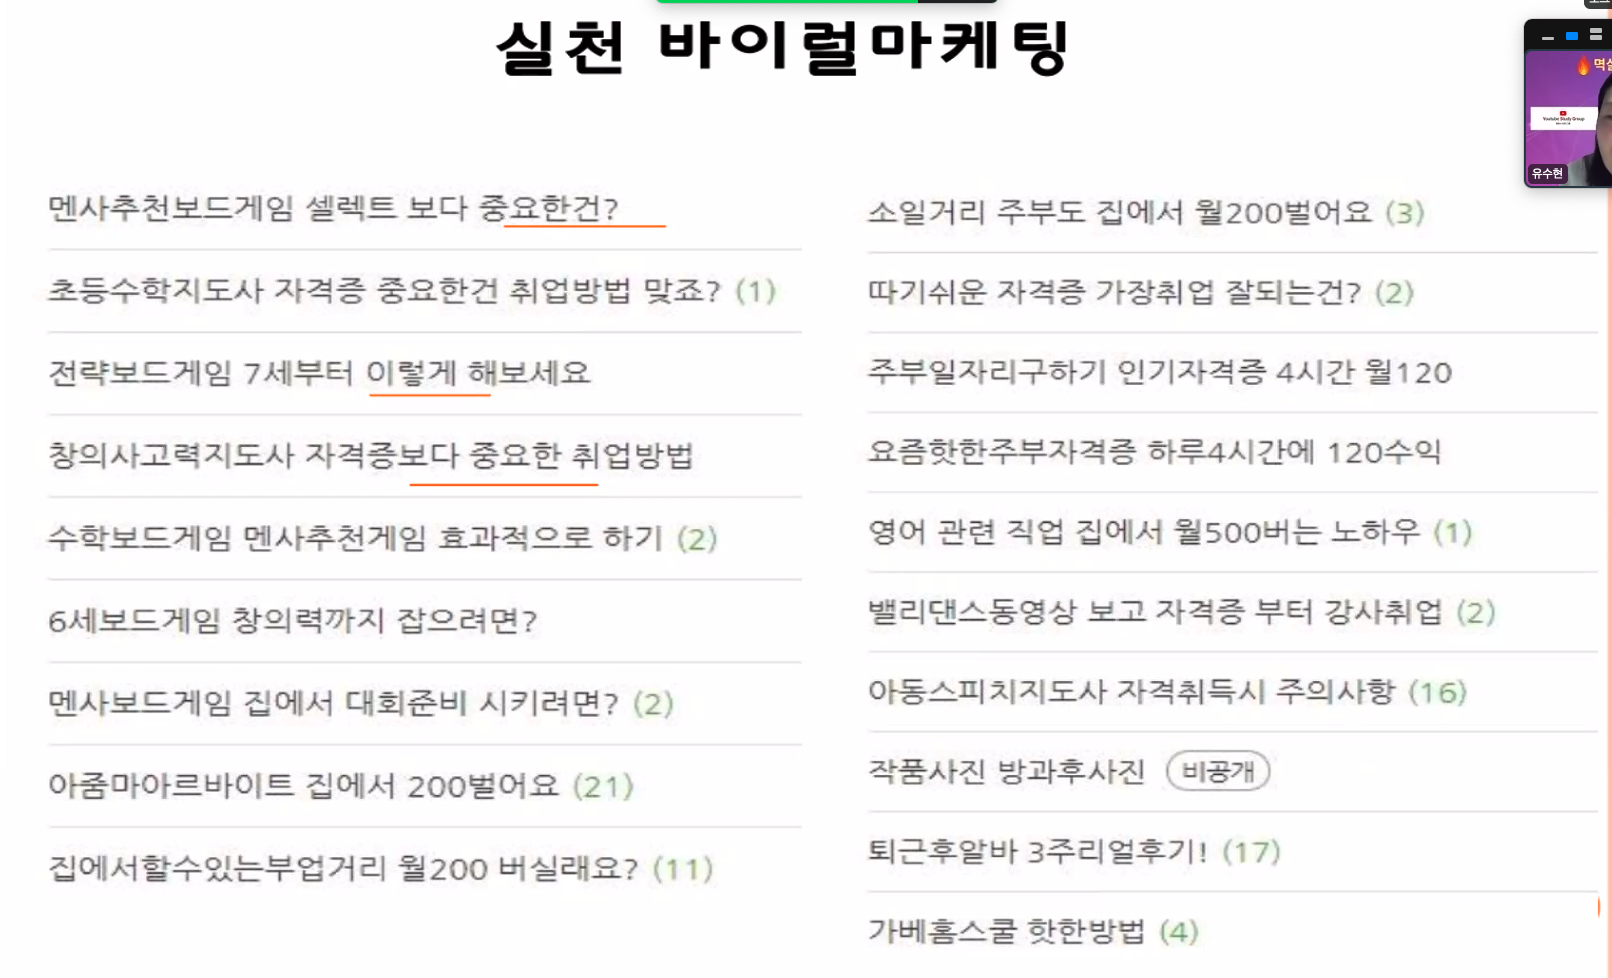 실천 바이럴마케팅
멘사추천보드게임 셀렉트 보다 중요한건?
초등수학지도사 자격증 중요한건 취업방법 맞죠? (1)
전략보드게임 7세부터 이렇게 해보세요
창의사고력지도사 자격증보다 중요한 취업방법
수학보드게임 멘사추천게임 효과적으로 하기 (2)
6세보드게임 창의력까지 잡으려면?
멘사보드게임 집에서 대회준비 시키려면? (2)
아줌마아르바이트 집에서 200벌어요 (21)
집에서할수있는부업거리 월200 버실래요? (11)
소일거리 주부도 집에서 월200벌어요 (3)
따기쉬운 자격증 가장취업 잘되는건? (2)
주부일자리구하기 인기자격증 4시간 월120
요즘핫한주부자격증 하루4시간에 120수익
영어 관련 직업 집에서 월500버는 노하우 (1)
밸리댄스동영상 보고 자격증 부터 강사취업 (2)
아동스피치지도사 자격취득시 주의사항 (16)
작품사진 방과후사진 비공개
퇴근후알바 3주리얼후기! (17)
가베홈스쿨 핫한방법 (4)
Youtube Study Group
유수현